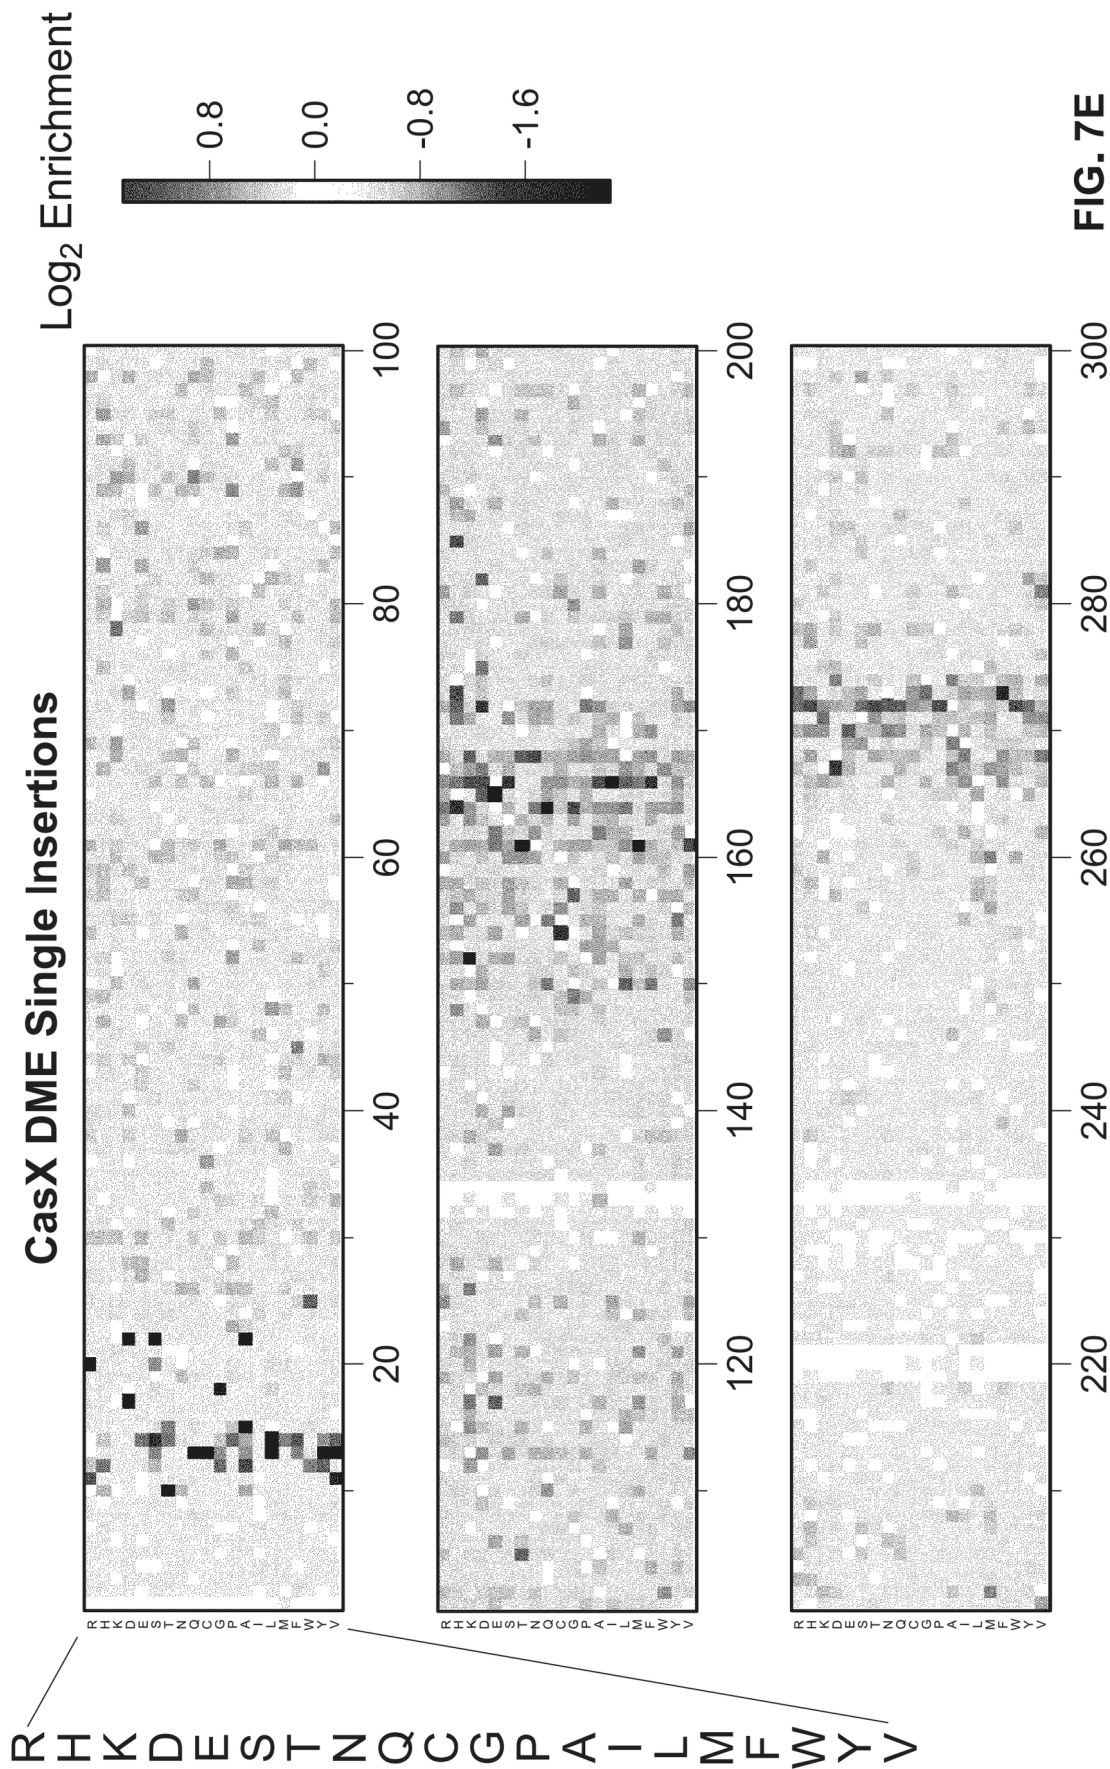 CasX DME Single Insertions
Log2 Enrichment
0.8
0.0
-0.8
-1.6
R
H
K
D
E
S
T
N
Q
C
G
P
A
I
L
M
F
W
Y
V
R
H
K
D
E
S
T
N
Q
C
G
P
A
I
L
M
F
W
Y
V
20
40
60
80
100
R
H
K
D
E
S
T
N
Q
C
G
P
A
I
L
M
F
W
Y
V
120
140
160
180
200
R
H
K
D
E
S
T
N
Q
C
G
P
A
I
L
M
F
W
Y
V
220
240
260
280
300
FIG. 7E